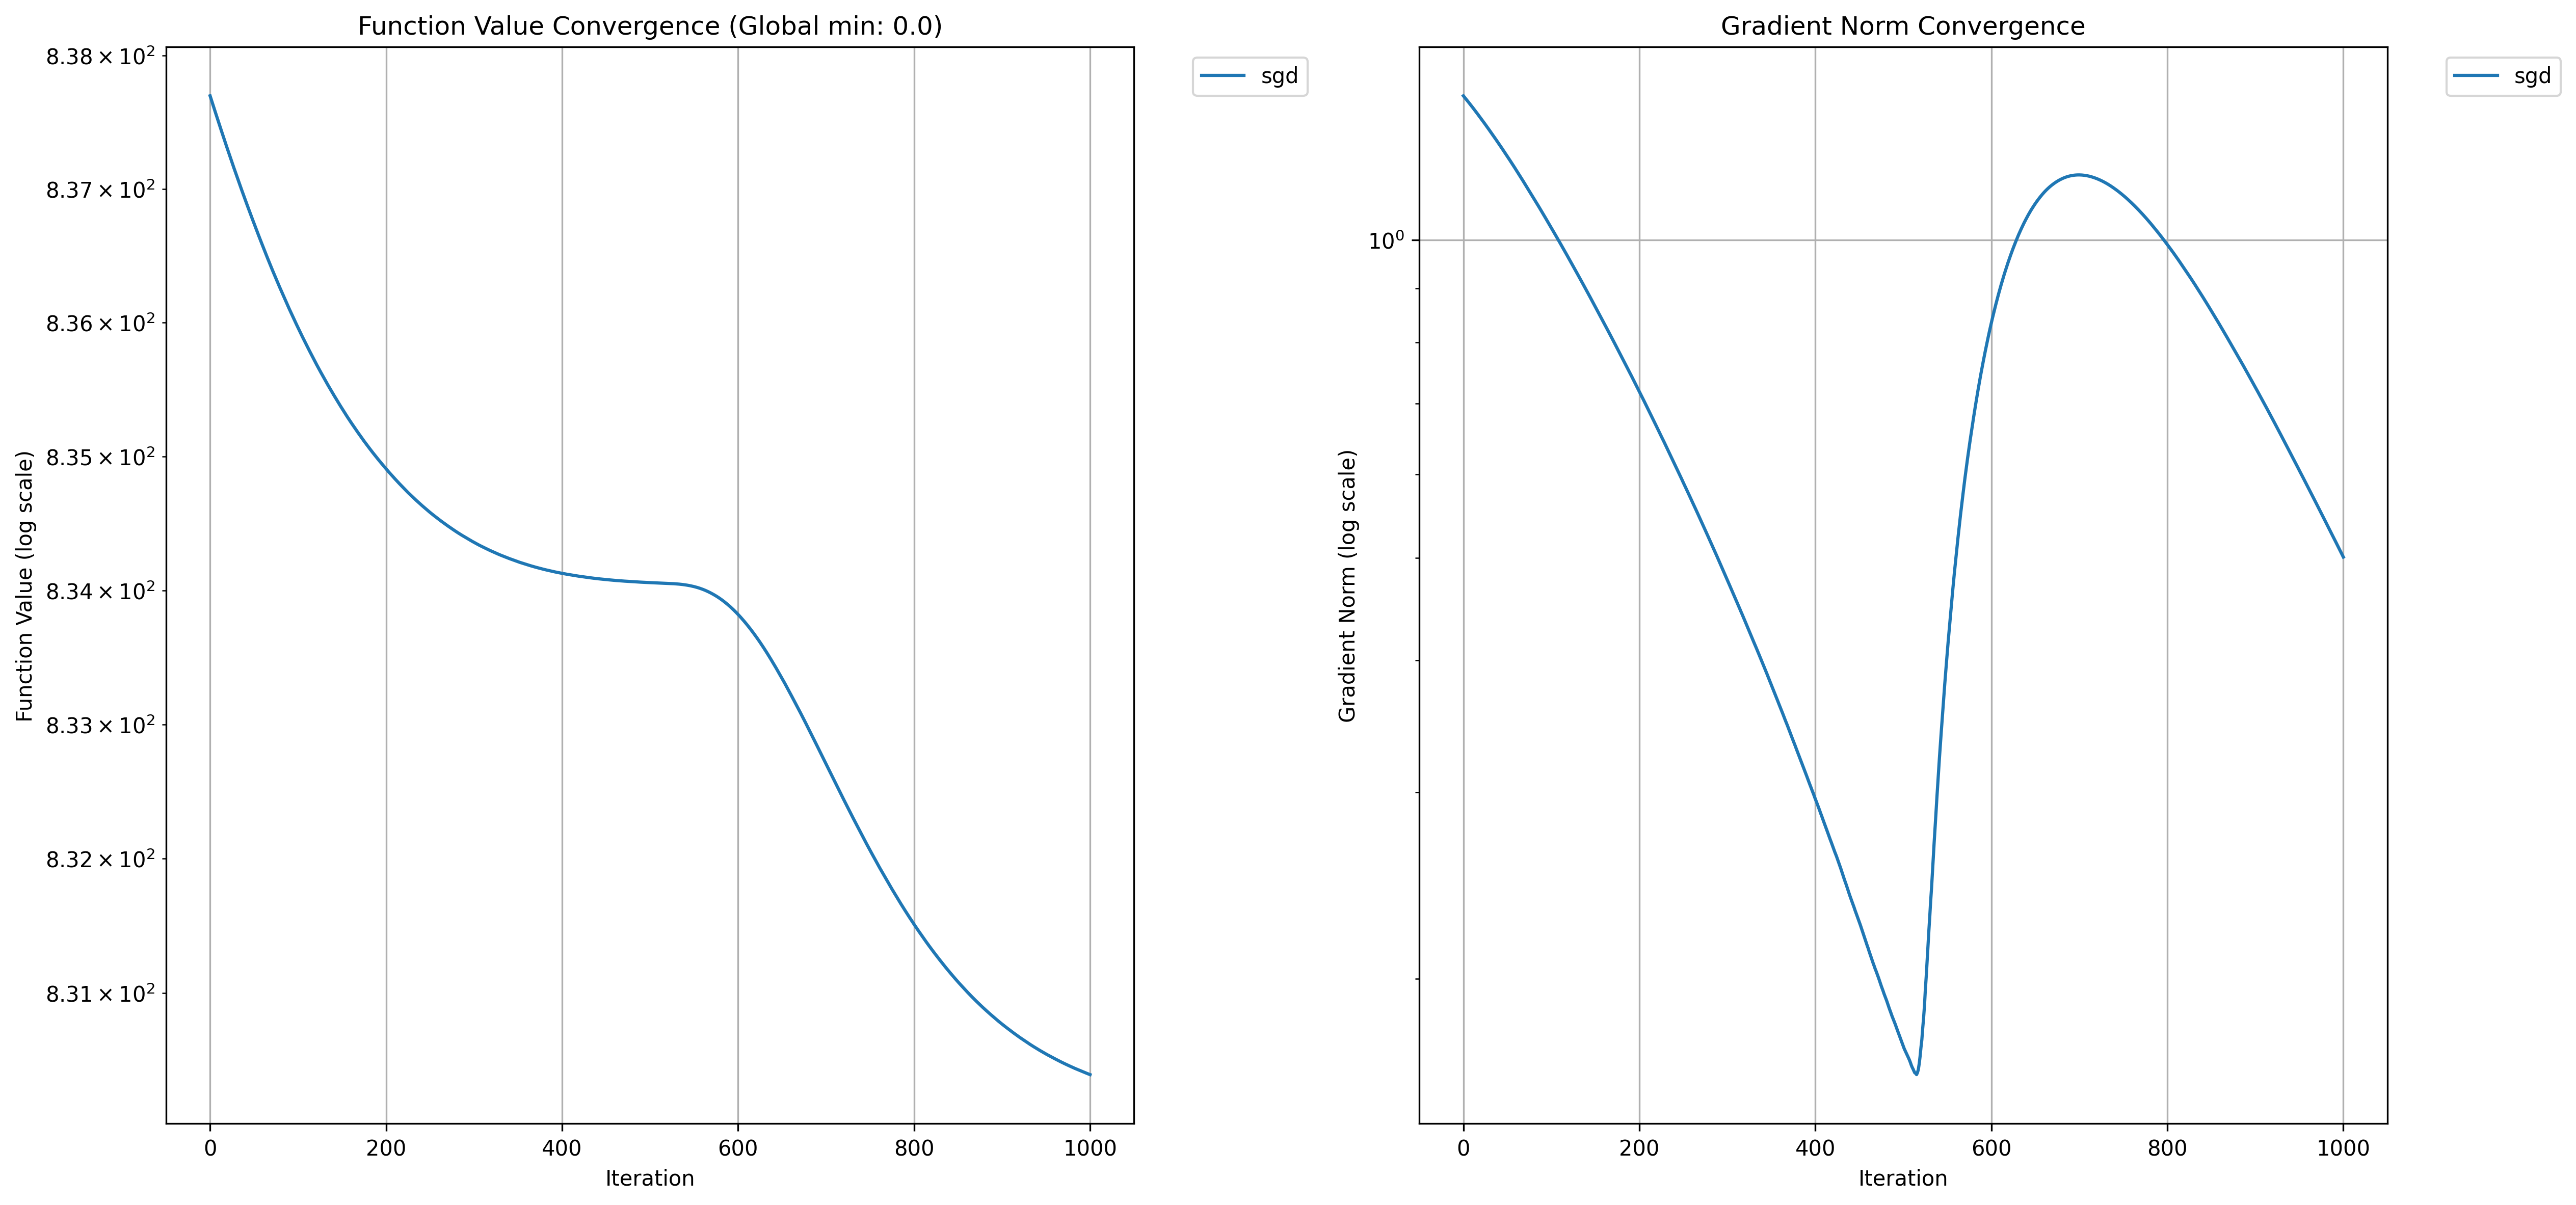 Function Value Convergence (Global min: 0.0)
Function Value (log scale)
8.38 × 10²
8.37 × 10²
8.36 × 10²
8.35 × 10²
8.34 × 10²
8.33 × 10²
8.32 × 10²
8.31 × 10²
0 200 400 600 800 1000
Iteration
sgd
Gradient Norm Convergence
Gradient Norm (log scale)
10⁰
0 200 400 600 800 1000
Iteration
sgd